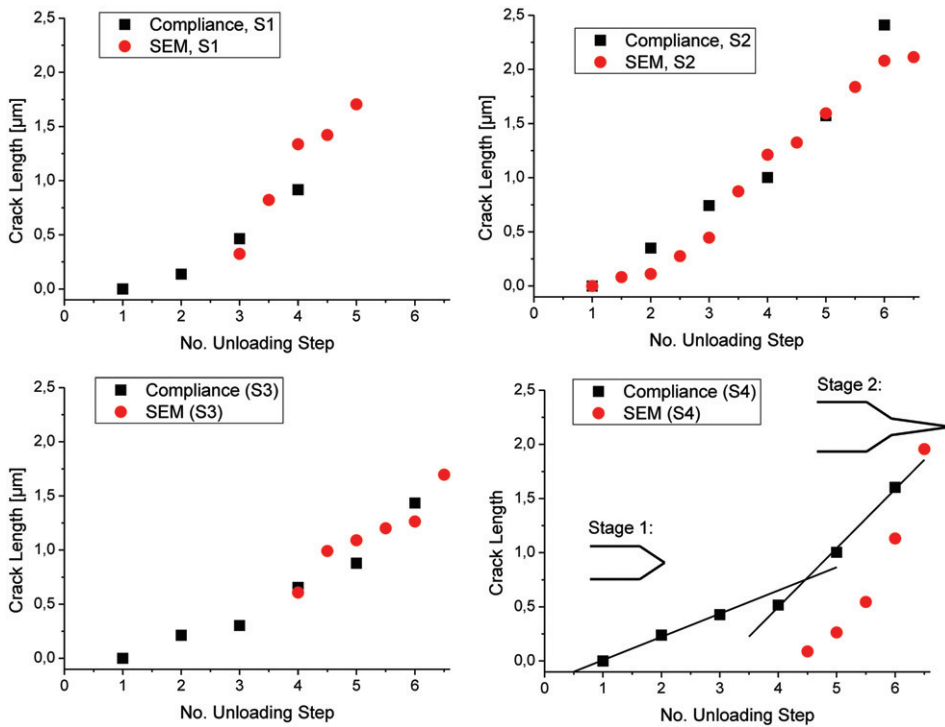 Compliance, S1
SEM, S1
2,5
2,0
1,5
1,0
0,5
0,0
Crack Length [µm]
0 1 2 3 4 5 6
No. Unloading Step
Compliance, S2
SEM, S2
2,5
2,0
1,5
1,0
0,5
0,0
Crack Length [µm]
0 1 2 3 4 5 6
No. Unloading Step
Compliance (S3)
SEM (S3)
2,5
2,0
1,5
1,0
0,5
0,0
Crack Length [µm]
0 1 2 3 4 5 6
No. Unloading Step
Compliance (S4)
SEM (S4)
Stage 2:
Stage 1:
2,5
2,0
1,5
1,0
0,5
0,0
Crack Length
0 1 2 3 4 5 6
No. Unloading Step